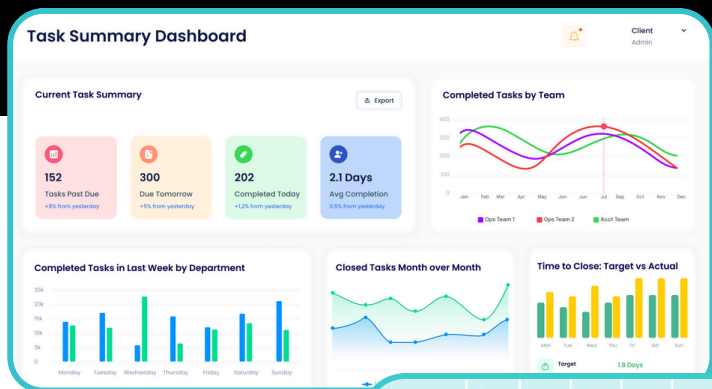 Task Summary Dashboard
Client
Admin
Current Task Summary
Export
152
Tasks Past Due
+8% from yesterday
300
Due Tomorrow
+5% from yesterday
202
Completed Today
+1,2% from yesterday
2.1 Days
Avg Completion
0,5% from yesterday
Completed Tasks by Team
400
300
200
100
0
Jan Feb Mar Apr May Jun Jun Jul Sep Oct Nov Dec
Ops Team 1 Ops Team 2 Acct Team
Completed Tasks in Last Week by Department
25k
20k
15k
10k
5k
0
Monday Tuesday Wednesday Thursday Friday Saturday Sunday
Closed Tasks Month over Month
Time to Close: Target vs Actual
Mon Tue Wed Thu Fri Sat Sun
Target 1.8 Days